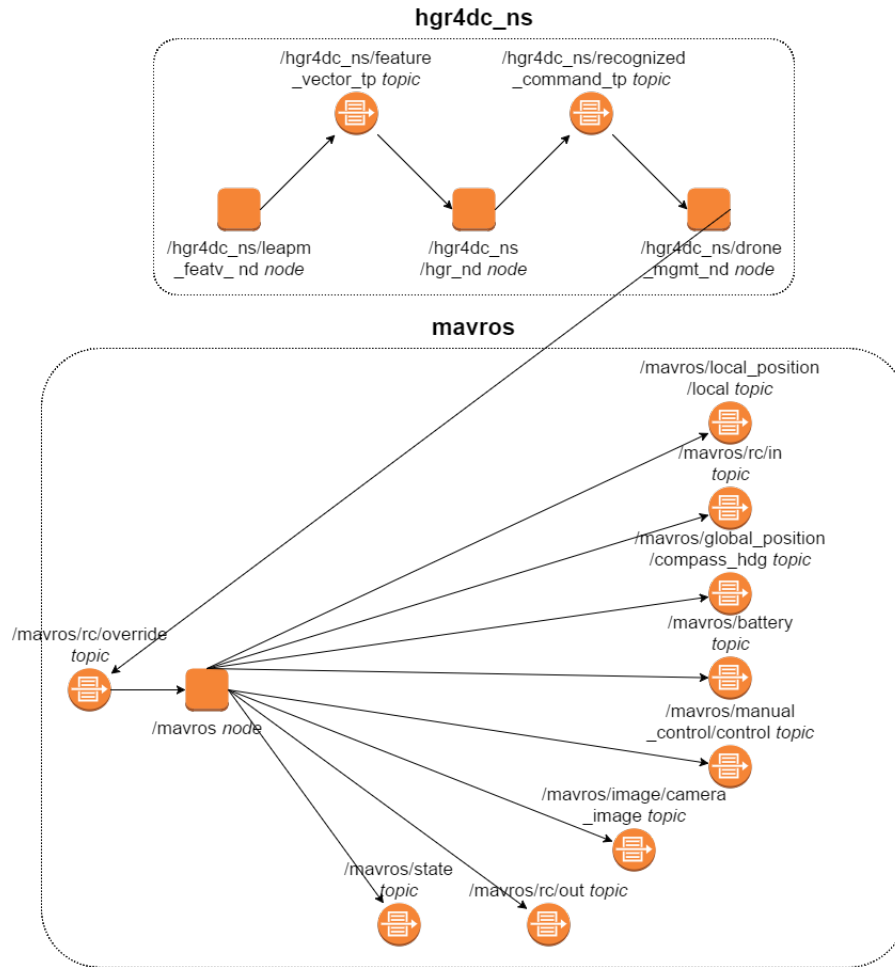 hgr4dc_ns
/hgr4dc_ns/feature
_vector_tp topic
/hgr4dc_ns/recognized
_command_tp topic
/hgr4dc_ns/leapm
_featv_ nd node
/hgr4dc_ns
/hgr_nd node
/hgr4dc_ns/drone
_mgmt_nd node
mavros
/mavros/local_position
/local topic
/mavros/rc/in
topic
/mavros/global_position
/compass_hdg topic
/mavros/battery
topic
/mavros/rc/override
topic
/mavros node
/mavros/manual
_control/control topic
/mavros/image/camera
_image topic
/mavros/state
topic
/mavros/rc/out topic